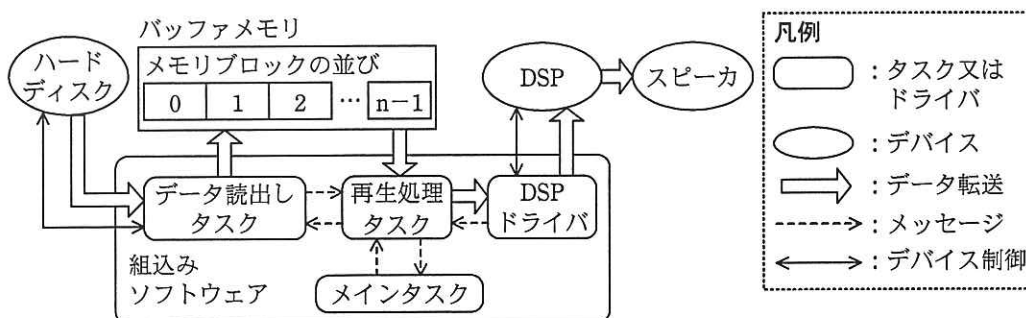 バッファメモリ
ハード
ディスク
メモリブロックの並び
0 1 2 … n-1
DSP
スピーカ
データ読出し
タスク
再生処理
タスク
DSP
ドライバ
組込み
ソフトウェア
メインタスク
凡例
：タスク又は
ドライバ
：デバイス
：データ転送
：メッセージ
：デバイス制御